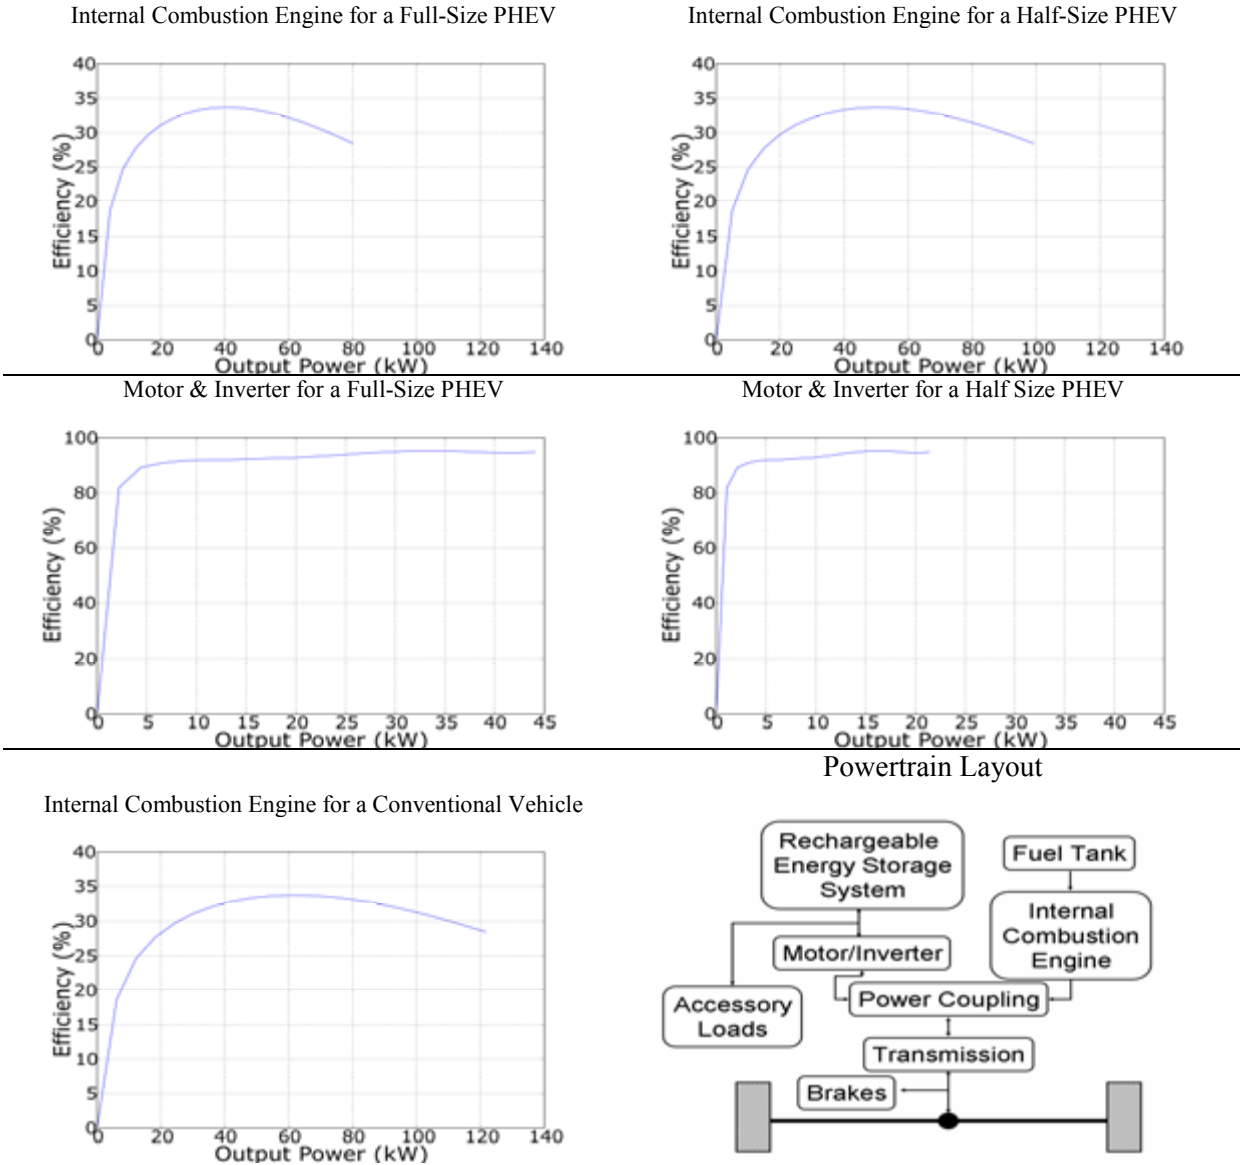 Internal Combustion Engine for a Full-Size PHEV
40
35
30
25
20
15
10
5
0
Efficiency (%)
0 20 40 60 80 100 120 140
Output Power (kW)
Internal Combustion Engine for a Half-Size PHEV
40
35
30
25
20
15
10
5
0
Efficiency (%)
0 20 40 60 80 100 120 140
Output Power (kW)
Motor & Inverter for a Full-Size PHEV
100
80
60
40
20
0
Efficiency (%)
0 5 10 15 20 25 30 35 40 45
Output Power (kW)
Motor & Inverter for a Half Size PHEV
100
80
60
40
20
0
Efficiency (%)
0 5 10 15 20 25 30 35 40 45
Output Power (kW)
Internal Combustion Engine for a Conventional Vehicle
40
35
30
25
20
15
10
5
0
Efficiency (%)
0 20 40 60 80 100 120 140
Output Power (kW)
Powertrain Layout
Rechargeable
Energy Storage
System
Fuel Tank
Internal
Combustion
Engine
Motor/Inverter
Accessory
Loads
Power Coupling
Transmission
Brakes